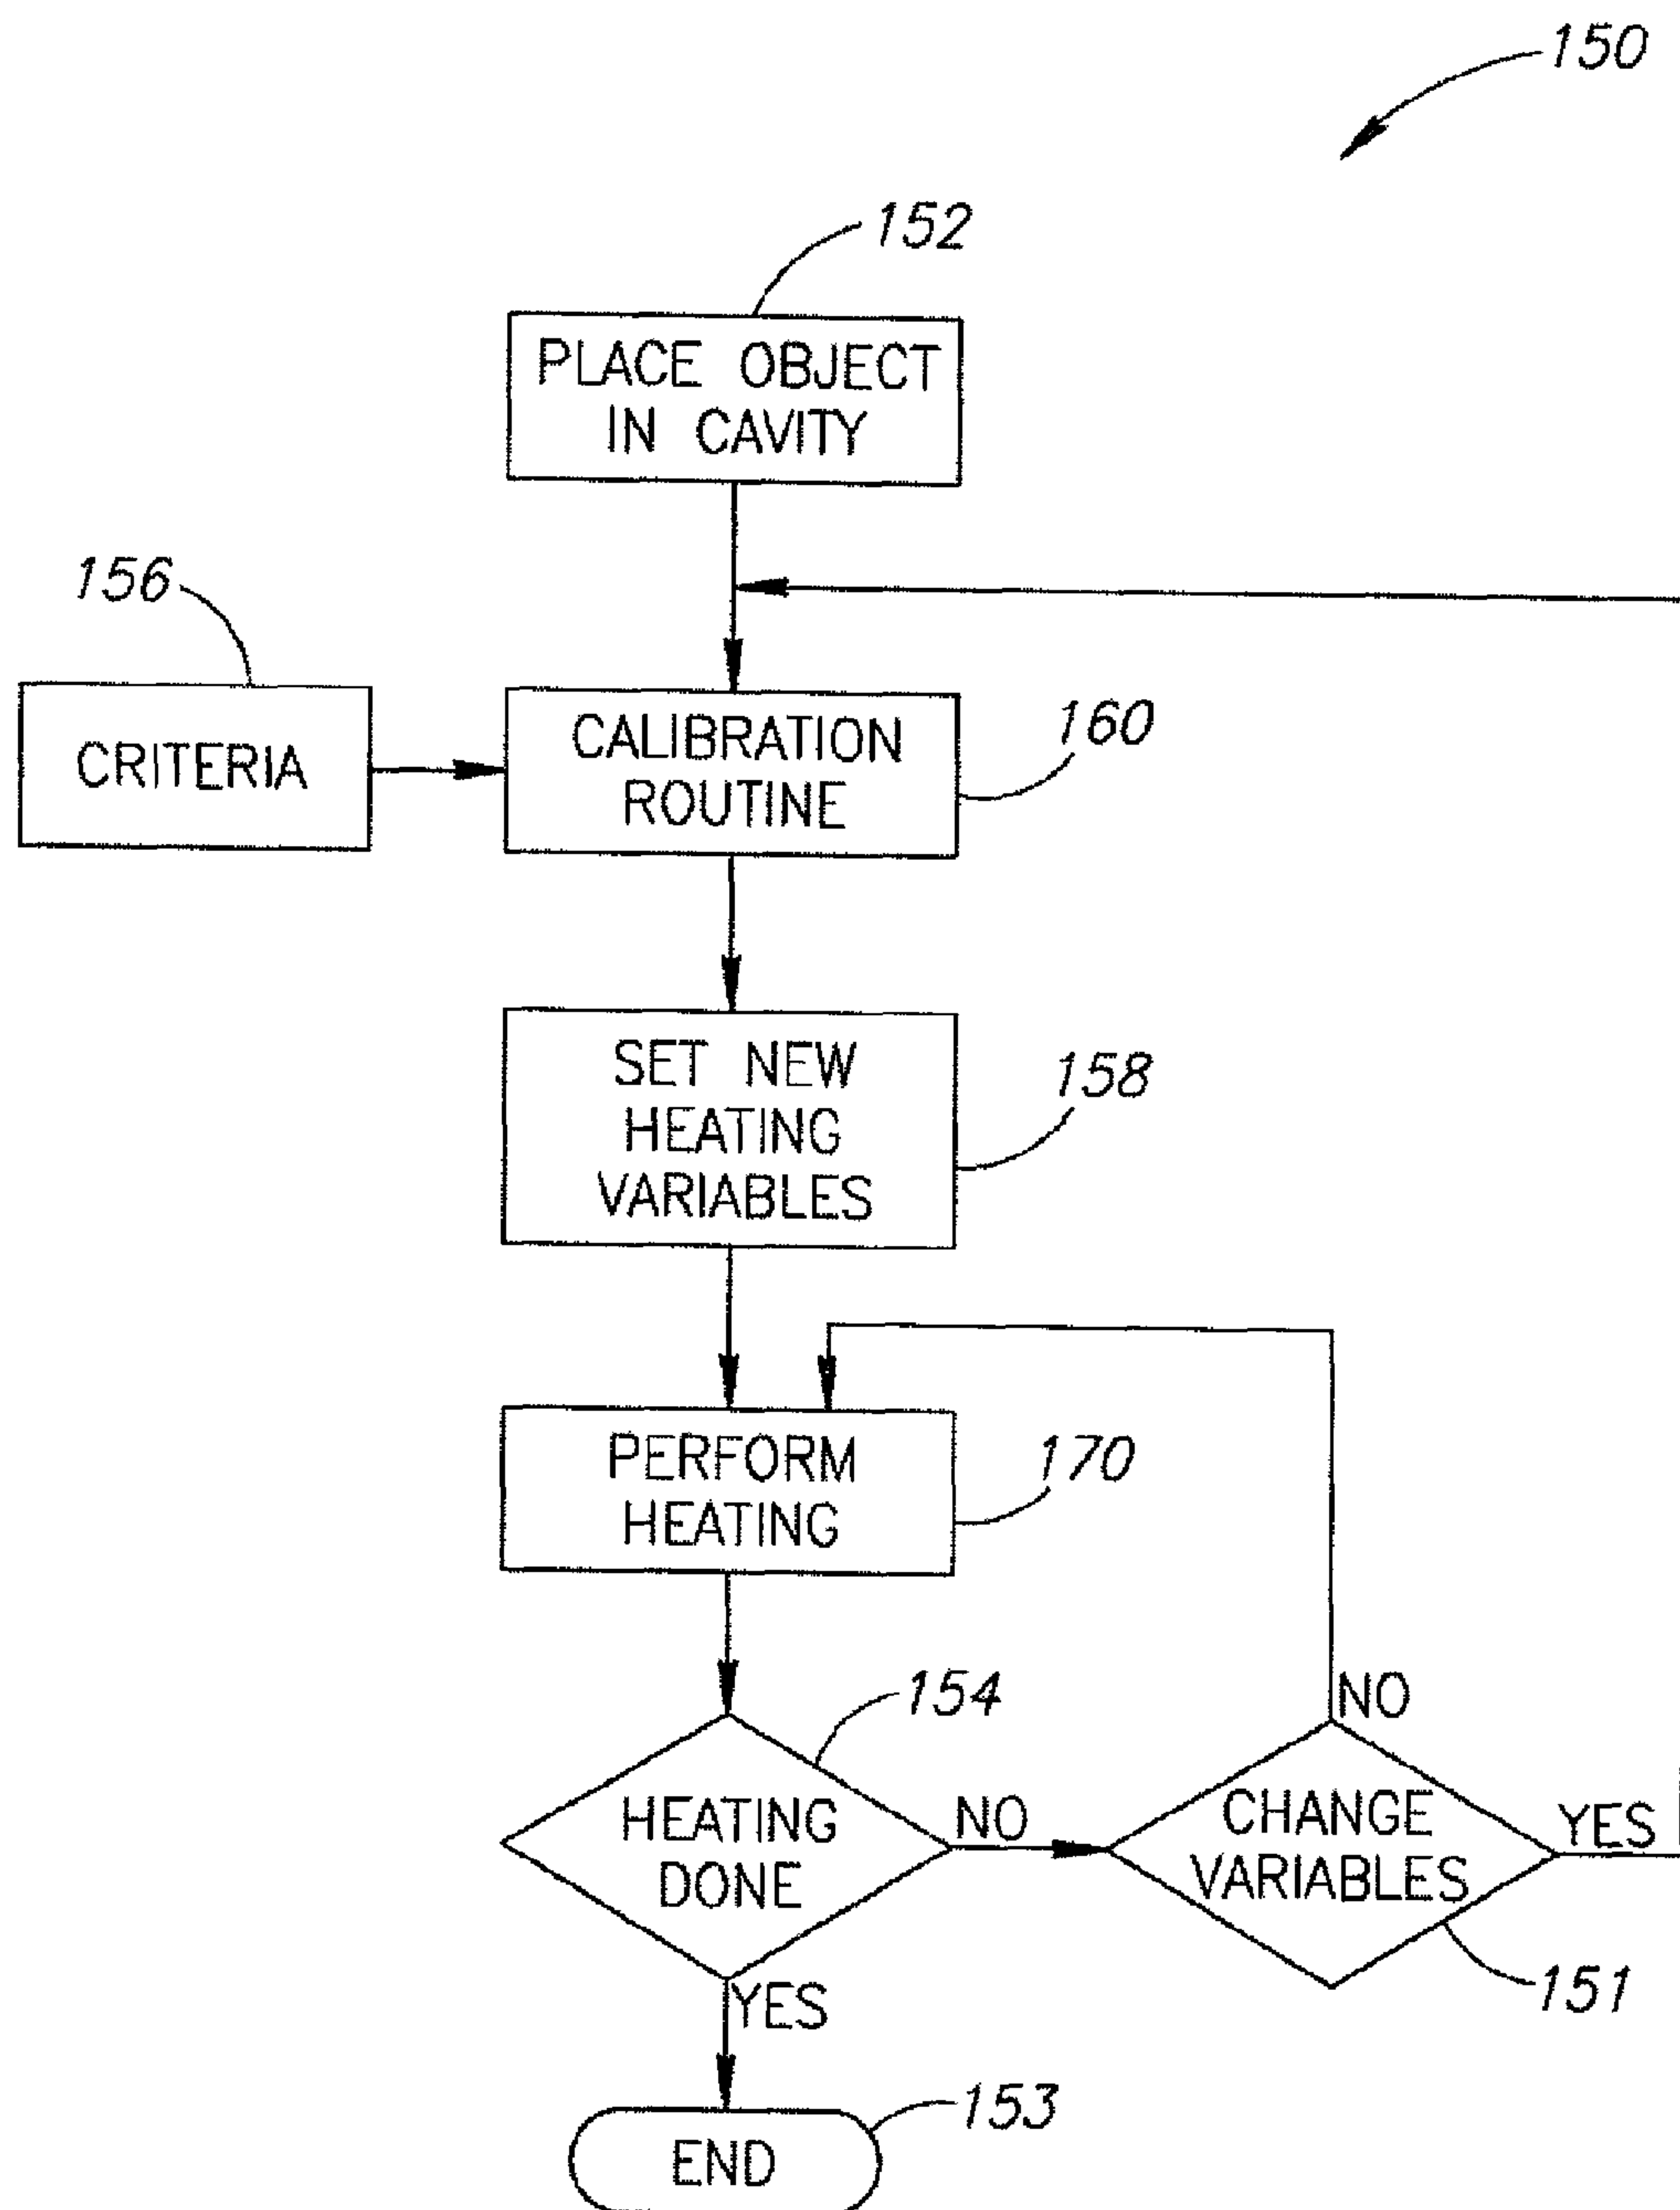 150
152
PLACE OBJECT
IN CAVITY
156
CRITERIA
CALIBRATION
ROUTINE
160
SET NEW
HEATING
VARIABLES
158
PERFORM
HEATING
170
154
HEATING
DONE
NO
NO
CHANGE
VARIABLES
YES
151
YES
153
END